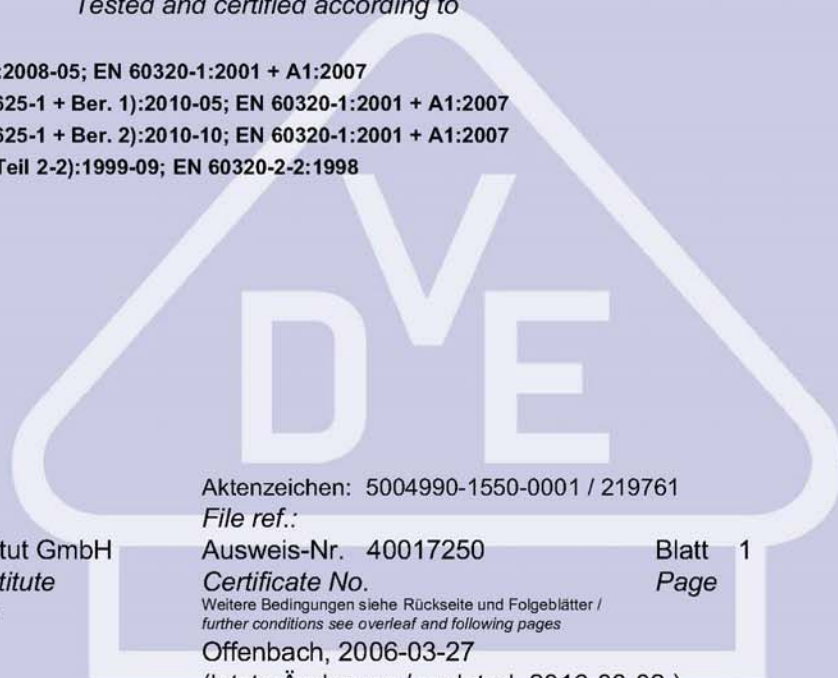 Tested and certified according to
:2008-05; EN 60320-1:2001 + A1:2007
625-1 + Ber. 1):2010-05; EN 60320-1:2001 + A1:2007
625-1 + Ber. 2):2010-10; EN 60320-1:2001 + A1:2007
Teil 2-2):1999-09; EN 60320-2-2:1998
VDE
Aktenzeichen: 5004990-1550-0001 / 219761
File ref.:
tut GmbH Ausweis-Nr. 40017250 Blatt 1
titute Certificate No. Page
Weitere Bedingungen siehe Rückseite und Folgeblätter /
further conditions see overleaf and following pages
Offenbach, 2006-03-27